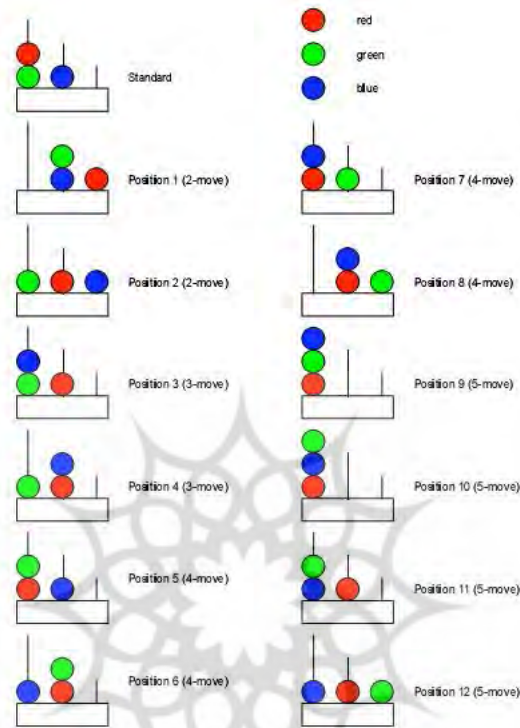 red
green
blue
Standard
Position 1 (2-move)
Position 2 (2-move)
Position 3 (3-move)
Position 4 (3-move)
Position 5 (4-move)
Position 6 (4-move)
Position 7 (4-move)
Position 8 (4-move)
Position 9 (5-move)
Position 10 (5-move)
Position 11 (5-move)
Position 12 (5-move)